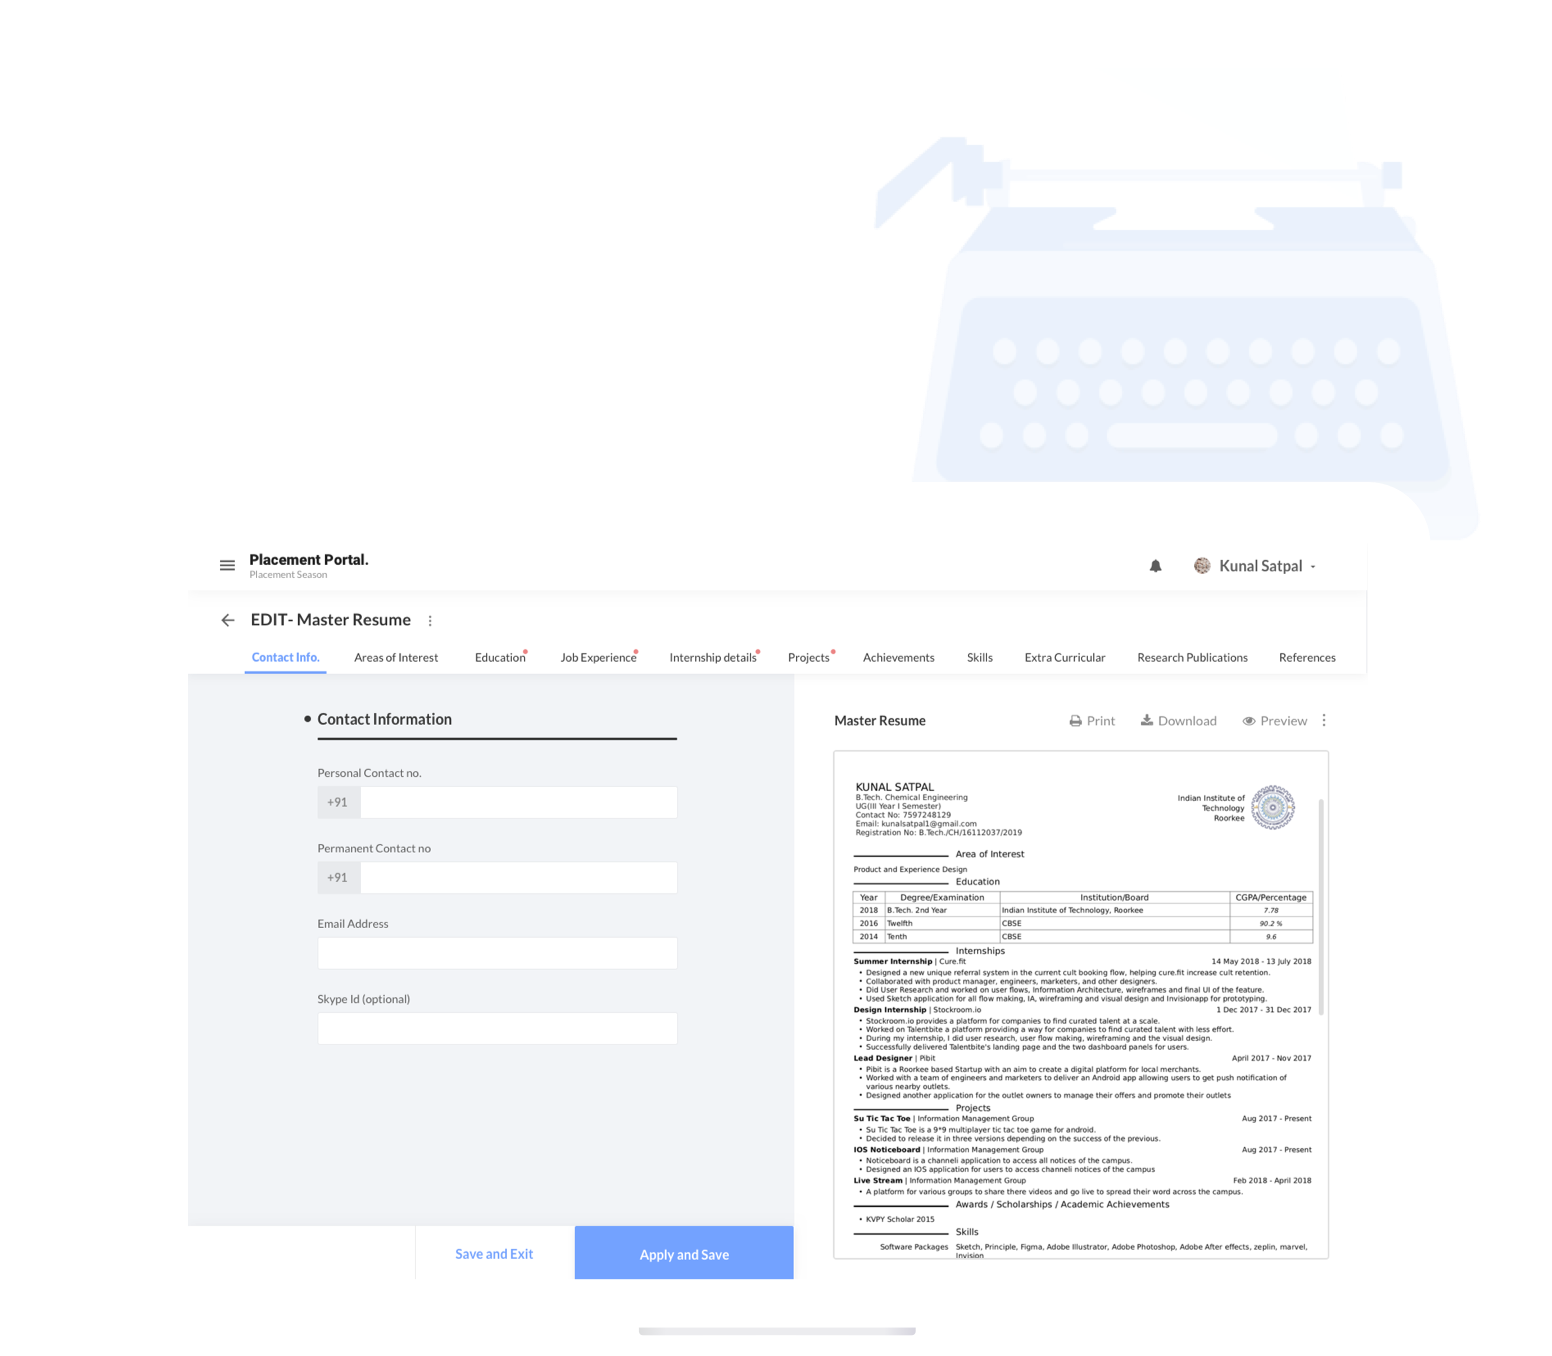 Placement Portal.
Placement Season
Kunal Satpal
EDIT- Master Resume
Contact Info.
Areas of Interest
Education
Job Experience
Internship details
Projects
Achievements
Skills
Extra Curricular
Research Publications
References
Contact Information
Personal Contact no.
+91
Permanent Contact no
+91
Email Address
Skype Id (optional)
Save and Exit
Apply and Save
Master Resume
Print
Download
Preview
KUNAL SATPAL
B.Tech. Chemical Engineering
UG(III Year I Semester)
Contact No: 7597248129
Email: kunalsatpal1@gmail.com
Registration No: B.Tech./CH/16112037/2019
Indian Institute of
Technology
Roorkee
Area of Interest
Product and Experience Design
Education
Year Degree/Examination Institution/Board CGPA/Percentage
2018 B.Tech. 2nd Year Indian Institute of Technology, Roorkee 7.78
2016 Twelfth CBSE 90.2 %
2014 Tenth CBSE 9.6
Internships
Summer Internship | Cure.fit 14 May 2018 - 13 July 2018
• Designed a new unique referral system in the current cult booking flow, helping cure.fit increase cult retention.
• Collaborated with product manager, engineers, marketers, and other designers.
• Did User Research and worked on user flows, Information Architecture, wireframes and final UI of the feature.
• Used Sketch application for all flow making, IA, wireframing and visual design and Invisionapp for prototyping.
Design Internship | Stockroom.io 1 Dec 2017 - 31 Dec 2017
• Stockroom.io provides a platform for companies to find curated talent at a scale.
• Worked on Talentbite a platform providing a way for companies to find curated talent with less effort.
• During my internship, I did user research, user flow making, wireframing and the visual design.
• Successfully delivered Talentbite's landing page and the two dashboard panels for users.
Lead Designer | Pibit April 2017 - Nov 2017
• Pibit is a Roorkee based Startup with an aim to create a digital platform for local merchants.
• Worked with a team of engineers and marketers to deliver an Android app allowing users to get push notification of
various nearby outlets.
• Designed another application for the outlet owners to manage their offers and promote their outlets
Projects
Su Tic Tac Toe | Information Management Group Aug 2017 - Present
• Su Tic Tac Toe is a 9*9 multiplayer tic tac toe game for android.
• Decided to release it in three versions depending on the success of the previous.
IOS Noticeboard | Information Management Group Aug 2017 - Present
• Noticeboard is a channeli application to access all notices of the campus.
• Designed an IOS application for users to access channeli notices of the campus
Live Stream | Information Management Group Feb 2018 - April 2018
• A platform for various groups to share there videos and go live to spread their word across the campus.
Awards / Scholarships / Academic Achievements
• KVPY Scholar 2015
Skills
Software Packages Sketch, Principle, Figma, Adobe Illustrator, Adobe Photoshop, Adobe After effects, zeplin, marvel,
Invision